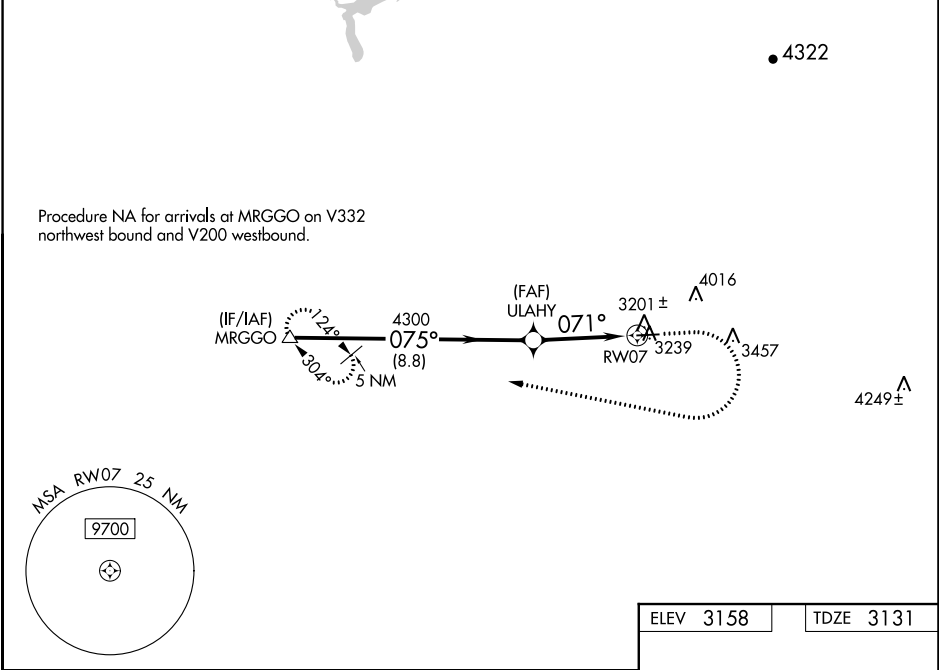 4322
Procedure NA for arrivals at MRGGO on V332
northwest bound and V200 westbound.
4016
(FAF)
ULAHY
3201 ±
(IF/IAF)
MRGGO
124°
4300
075°
(8.8)
071°
RW07
3239
3457
304°
5 NM
4249 ±
MSA RW07 25 NM
9700
ELEV 3158
TDZE 3131